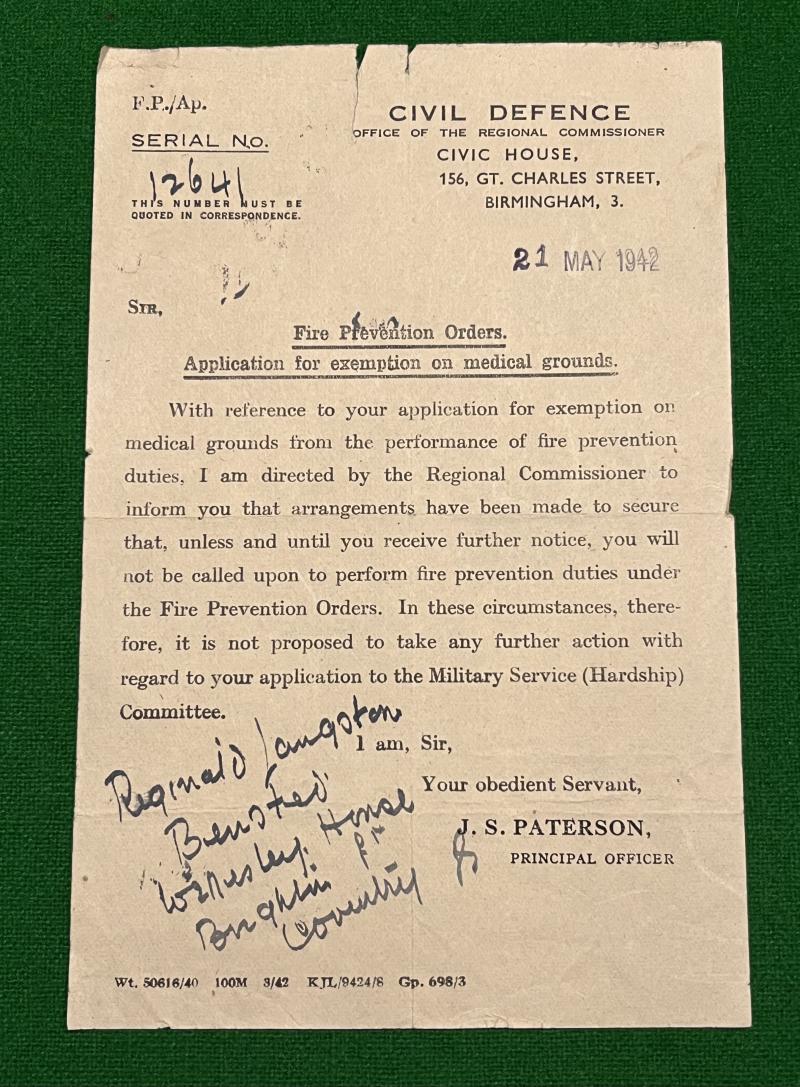 F.P./Ap.
SERIAL No.
12641
THIS NUMBER MUST BE
QUOTED IN CORRESPONDENCE.
CIVIL DEFENCE
OFFICE OF THE REGIONAL COMMISSIONER
CIVIC HOUSE,
156, GT. CHARLES STREET,
BIRMINGHAM, 3.
21 MAY 1942
SIR,
Fire Prevention Orders.
Application for exemption on medical grounds.
With reference to your application for exemption on
medical grounds from the performance of fire prevention
duties, I am directed by the Regional Commissioner to
inform you that arrangements have been made to secure
that, unless and until you receive further notice, you will
not be called upon to perform fire prevention duties under
the Fire Prevention Orders. In these circumstances, there-
fore, it is not proposed to take any further action with
regard to your application to the Military Service (Hardship)
Committee.
I am, Sir,
Your obedient Servant,
J. S. PATERSON,
PRINCIPAL OFFICER
Reginald Langston
House
Coventry
Wt. 50616/40 100M 3/42 KJL/9424/8 Gp. 698/3